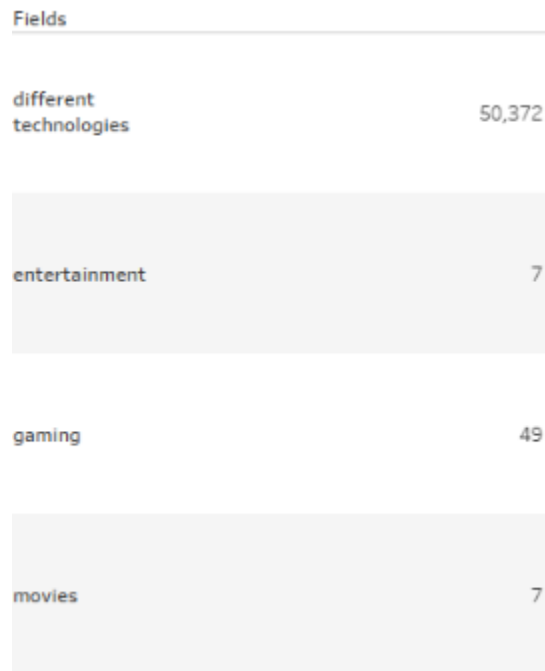 Fields
different
technologies
50,372
entertainment 7
gaming 49
movies 7